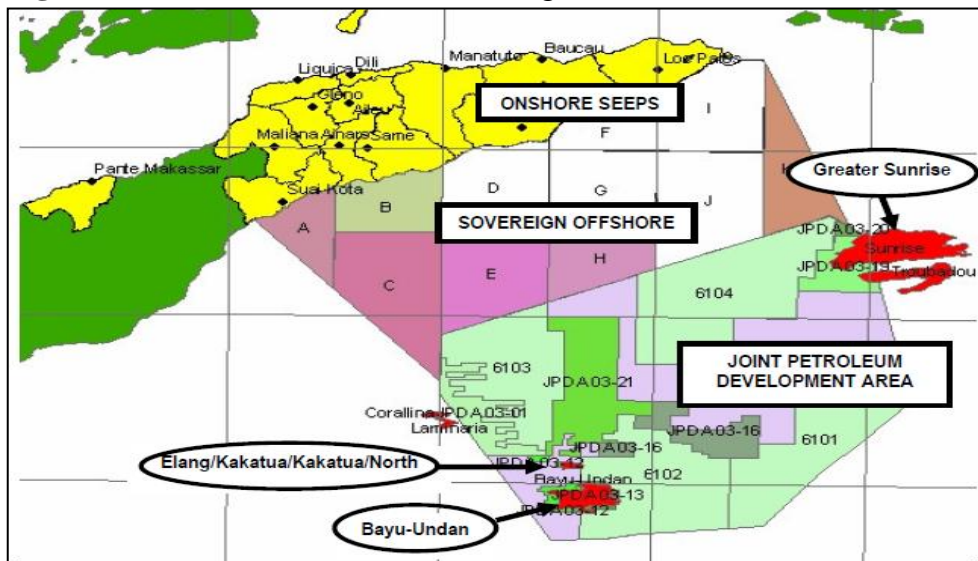 Baucau
Dili
Manatuto
Los Palos
Liquica
Gleno
Aileu
ONSHORE SEEPS
I
F
Maliana
Ainaro
Same
Pante Makassar
Greater Sunrise
Suai Kota
A
B
D
G
J
SOVEREIGN OFFSHORE
JPDA03-20
Sunrise
C
E
H
JPDA03-19
Troubadou
6104
JOINT PETROLEUM
DEVELOPMENT AREA
6103
JPDA03-21
Corallina
JPDA03-01
Laminaria
JPDA03-16
JPDA03-16
6101
Elang/Kakatua/Kakatua/North
JPDA03-12
Bayu-Undan
6102
JPDA03-13
JPDA03-12
Bayu-Undan